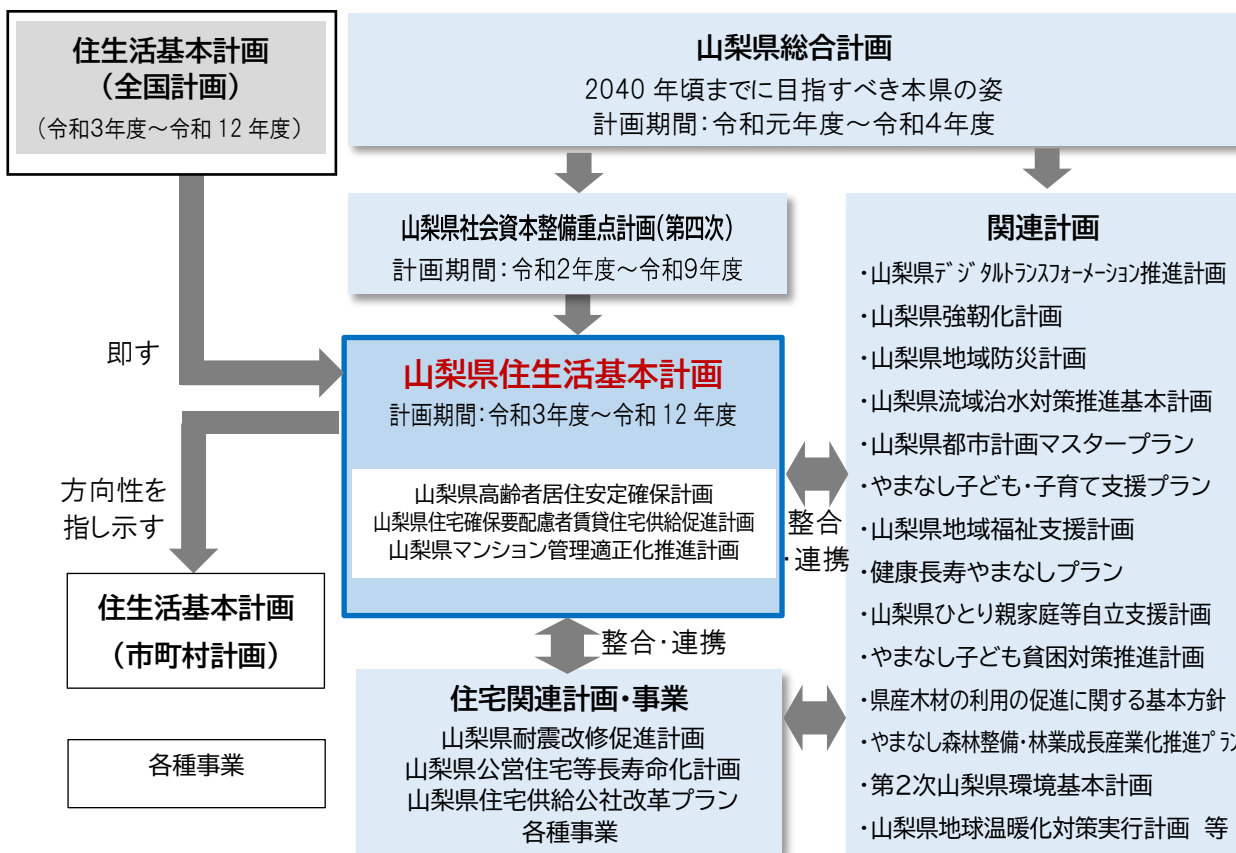 住生活基本計画
（全国計画）
（令和3年度～令和 12 年度）
山梨県総合計画
2040 年頃までに目指すべき本県の姿
計画期間：令和元年度～令和4年度
山梨県社会資本整備重点計画(第四次)
計画期間：令和2年度～令和9年度
即す
山梨県住生活基本計画
計画期間：令和3年度～令和 12 年度
山梨県高齢者居住安定確保計画
山梨県住宅確保要配慮者賃貸住宅供給促進計画
山梨県マンション管理適正化推進計画
方向性を
指し示す
住生活基本計画
（市町村計画）
各種事業
整合・連携
住宅関連計画・事業
山梨県耐震改修促進計画
山梨県公営住宅等長寿命化計画
山梨県住宅供給公社改革プラン
各種事業
整合
・連携
関連計画
・山梨県ﾃﾞｼﾞﾀﾙﾄﾗﾝｽﾌｫｰﾒｰｼｮﾝ推進計画
・山梨県強靭化計画
・山梨県地域防災計画
・山梨県流域治水対策推進基本計画
・山梨県都市計画マスタープラン
・やまなし子ども・子育て支援プラン
・山梨県地域福祉支援計画
・健康長寿やまなしプラン
・山梨県ひとり親家庭等自立支援計画
・やまなし子ども貧困対策推進計画
・県産木材の利用の促進に関する基本方針
・やまなし森林整備・林業成長産業化推進ﾌﾟﾗﾝ
・第2次山梨県環境基本計画
・山梨県地球温暖化対策実行計画 等